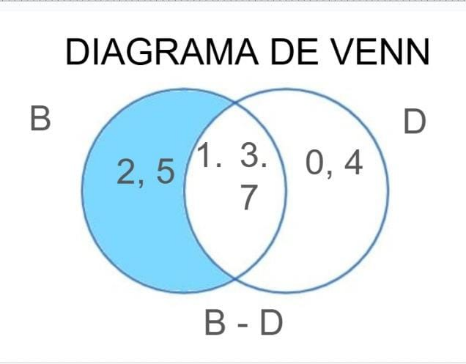 DIAGRAMA DE VENN
B
D
2, 5
1. 3.
7
0, 4
B - D